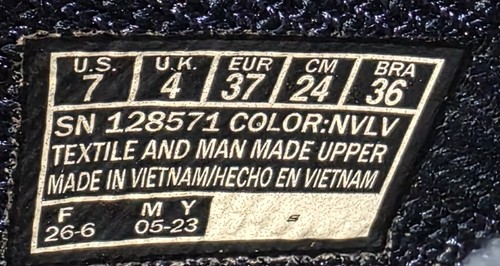 U.S. U.K. EUR CM BRA
7 4 37 24 36
SN 128571 COLOR:NVLV
TEXTILE AND MAN MADE UPPER
MADE IN VIETNAM/HECHO EN VIETNAM
F M Y
26-6 05-23